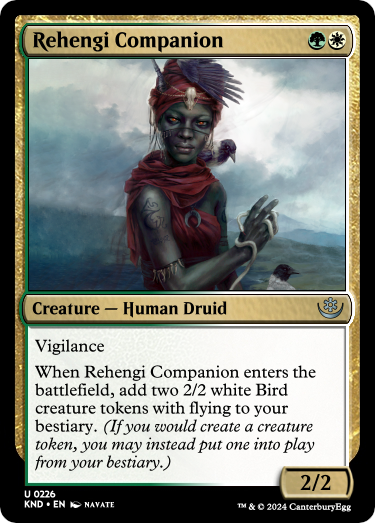 Rehengi Companion
Creature — Human Druid
Vigilance
When Rehengi Companion enters the
battlefield, add two 2/2 white Bird
creature tokens with flying to your
bestiary. (If you would create a creature
token, you may instead put one into play
from your bestiary.)
2/2
U 0226
KND • EN NAVATE
™ & © 2024 CanterburyEgg